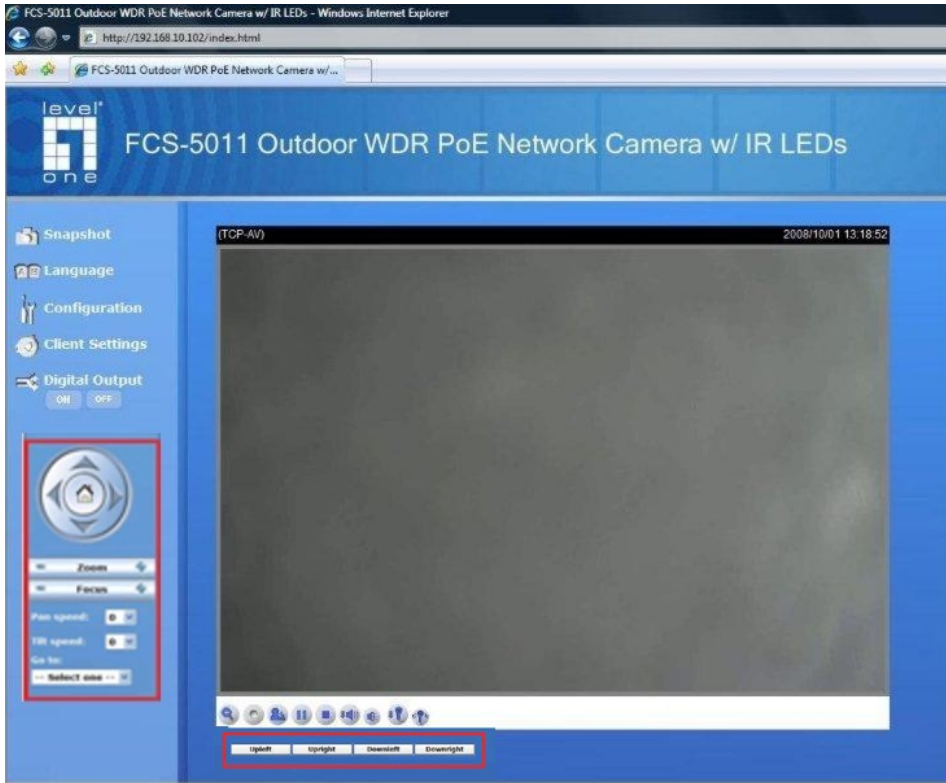 FCS-5011 Outdoor WDR PoE Network Camera w/ IR LEDs - Windows Internet Explorer
http://192.168.10.102/index.html
FCS-5011 Outdoor WDR PoE Network Camera w/...
level
one
FCS-5011 Outdoor WDR PoE Network Camera w/ IR LEDs
Snapshot
Language
Configuration
Client Settings
Digital Output
ON OFF
(TCP-AV) 2008/10/01 13:18:52
Zoom
Focus
Pan speed: 0
Tilt speed: 0
Go to:
-- Select one --
Upleft Upright Downleft Downright